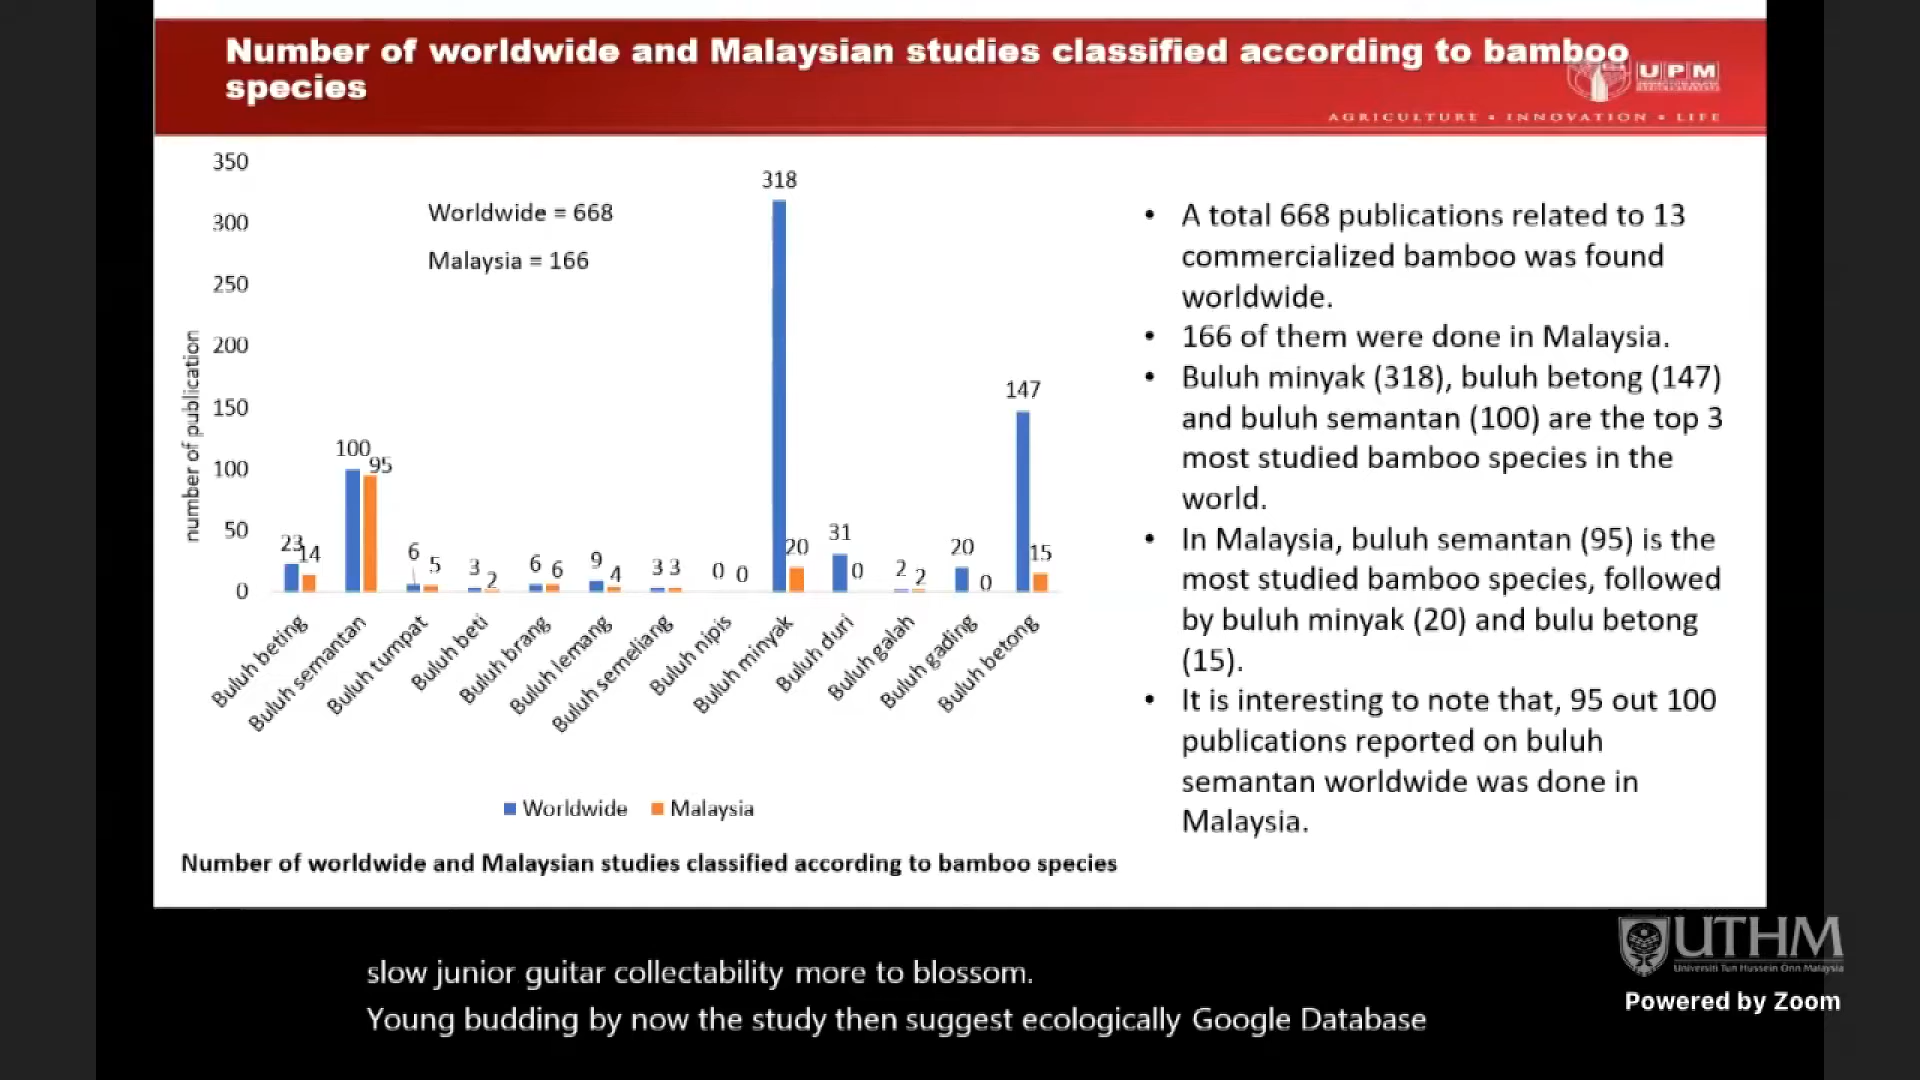 Number of worldwide and Malaysian studies classified according to bamboo
species
UPM
AGRICULTURE • INNOVATION • LIFE
350
300
250
200
150
100
50
0
number of publication
Worldwide = 668
Malaysia = 166
23
14
100
95
6
5
3
2
6
6
9
4
3
3
0
0
318
20
31
0
2
2
20
0
147
15
Buluh beting
Buluh semantan
Buluh tumpat
Buluh beti
Buluh brang
Buluh lemang
Buluh semeliang
Buluh nipis
Buluh minyak
Buluh duri
Buluh galah
Buluh gading
Buluh betong
Worldwide
Malaysia
Number of worldwide and Malaysian studies classified according to bamboo species
• A total 668 publications related to 13
commercialized bamboo was found
worldwide.
• 166 of them were done in Malaysia.
• Buluh minyak (318), buluh betong (147)
and buluh semantan (100) are the top 3
most studied bamboo species in the
world.
• In Malaysia, buluh semantan (95) is the
most studied bamboo species, followed
by buluh minyak (20) and bulu betong
(15).
• It is interesting to note that, 95 out 100
publications reported on buluh
semantan worldwide was done in
Malaysia.
UTHM
Universiti Tun Hussein Onn Malaysia
Powered by Zoom
slow junior guitar collectability more to blossom.
Young budding by now the study then suggest ecologically Google Database